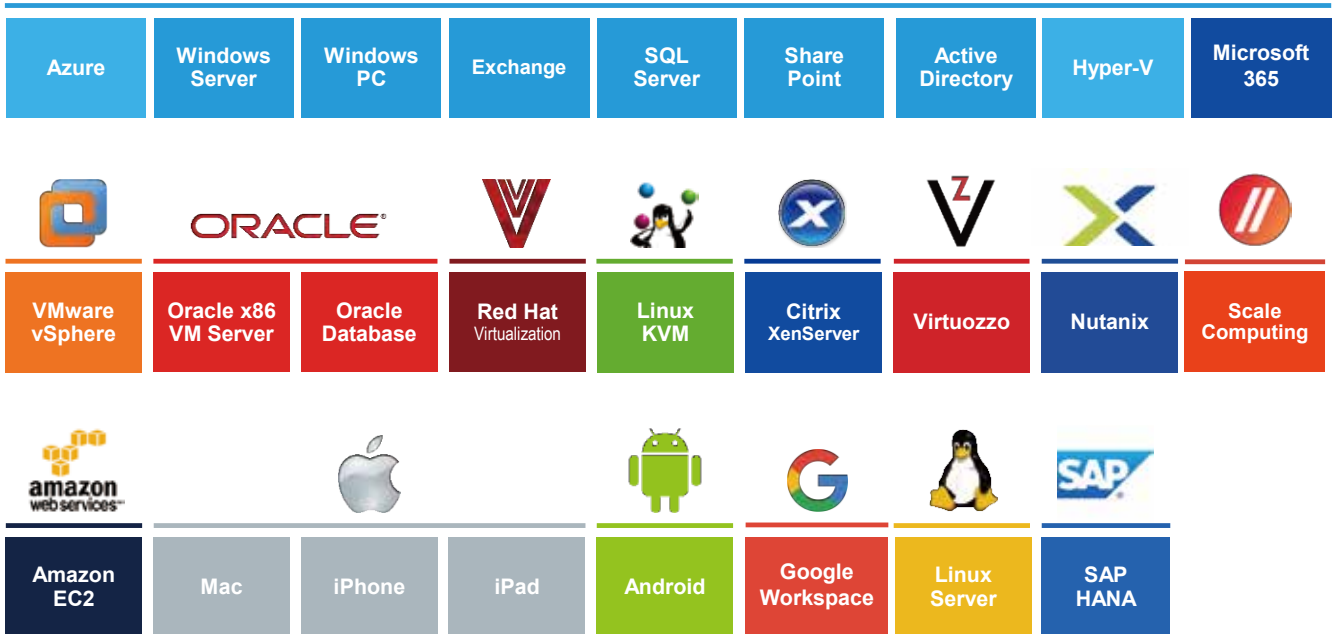 Azure
Windows
Server
Windows
PC
Exchange
SQL
Server
Share
Point
Active
Directory
Hyper-V
Microsoft
365
ORACLE®
VZ
VMware
vSphere
Oracle x86
VM Server
Oracle
Database
Red Hat
Virtualization
Linux
KVM
Citrix
XenServer
Virtuozzo
Nutanix
Scale
Computing
amazon
web services™
SAP
Amazon
EC2
Mac
iPhone
iPad
Android
Google
Workspace
Linux
Server
SAP
HANA